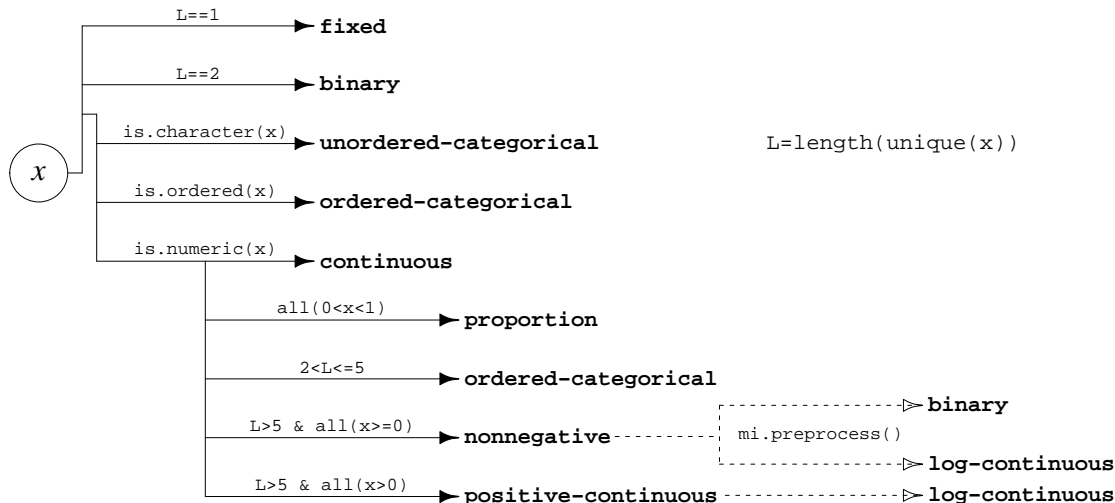 L==1
fixed
L==2
binary
is.character(x)
unordered-categorical
L=length(unique(x))
x
is.ordered(x)
ordered-categorical
is.numeric(x)
continuous
all(0<x<1)
proportion
2<L<=5
ordered-categorical
binary
L>5 & all(x>=0)
nonnegative
mi.preprocess()
log-continuous
L>5 & all(x>0)
positive-continuous
log-continuous